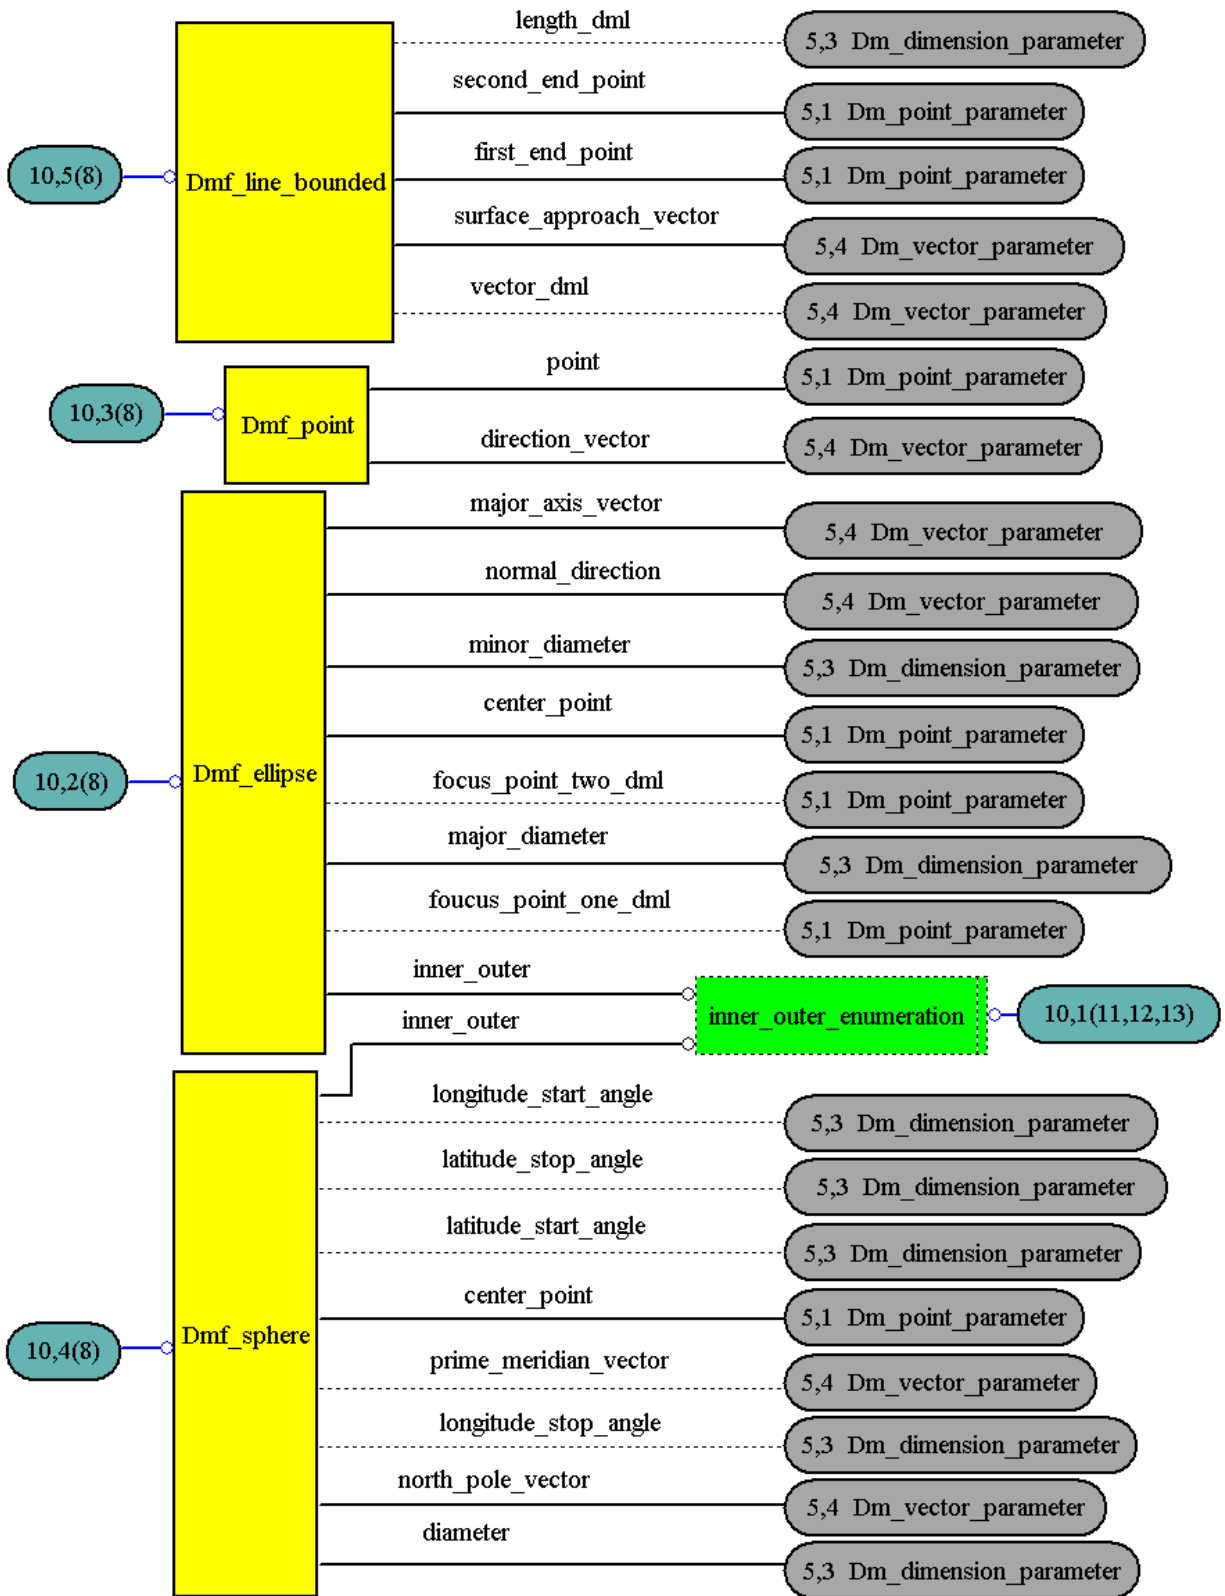 length_dml
5,3 Dm_dimension_parameter
second_end_point
5,1 Dm_point_parameter
first_end_point
10,5(8)
Dmf_line_bounded
5,1 Dm_point_parameter
surface_approach_vector
5,4 Dm_vector_parameter
vector_dml
5,4 Dm_vector_parameter
point
5,1 Dm_point_parameter
10,3(8)
Dmf_point
direction_vector
5,4 Dm_vector_parameter
major_axis_vector
5,4 Dm_vector_parameter
normal_direction
5,4 Dm_vector_parameter
minor_diameter
5,3 Dm_dimension_parameter
center_point
5,1 Dm_point_parameter
10,2(8)
Dmf_ellipse
focus_point_two_dml
5,1 Dm_point_parameter
major_diameter
5,3 Dm_dimension_parameter
foucus_point_one_dml
5,1 Dm_point_parameter
inner_outer
inner_outer
inner_outer_enumeration
10,1(11,12,13)
longitude_start_angle
5,3 Dm_dimension_parameter
latitude_stop_angle
5,3 Dm_dimension_parameter
latitude_start_angle
5,3 Dm_dimension_parameter
center_point
5,1 Dm_point_parameter
10,4(8)
Dmf_sphere
prime_meridian_vector
5,4 Dm_vector_parameter
longitude_stop_angle
5,3 Dm_dimension_parameter
north_pole_vector
5,4 Dm_vector_parameter
diameter
5,3 Dm_dimension_parameter